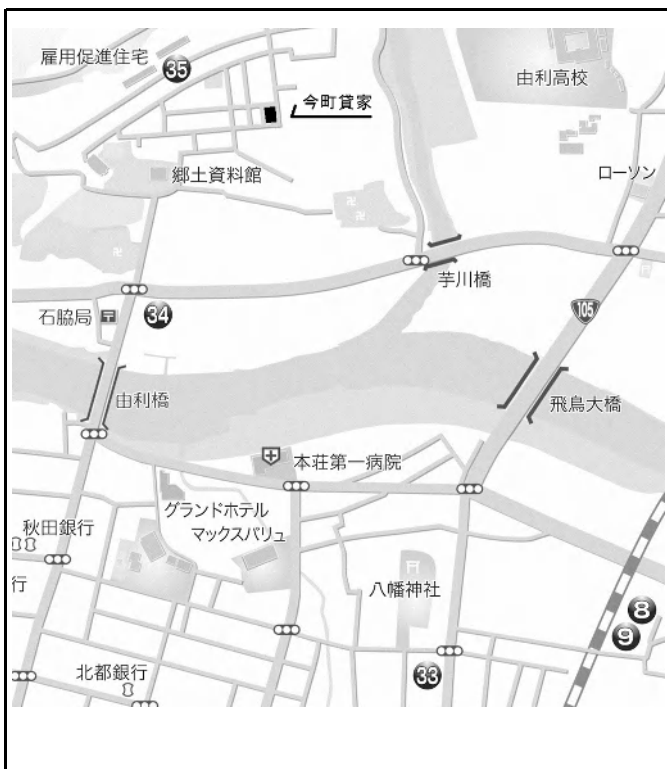 雇用促進住宅
35
今町貸家
由利高校
郷土資料館
ローソン
卍
卍
卍
芋川橋
石脇局
〒
34
105
由利橋
飛鳥大橋
本荘第一病院
グランドホテル
マックスバリュ
秋田銀行
行
八幡神社
8
9
北都銀行
33